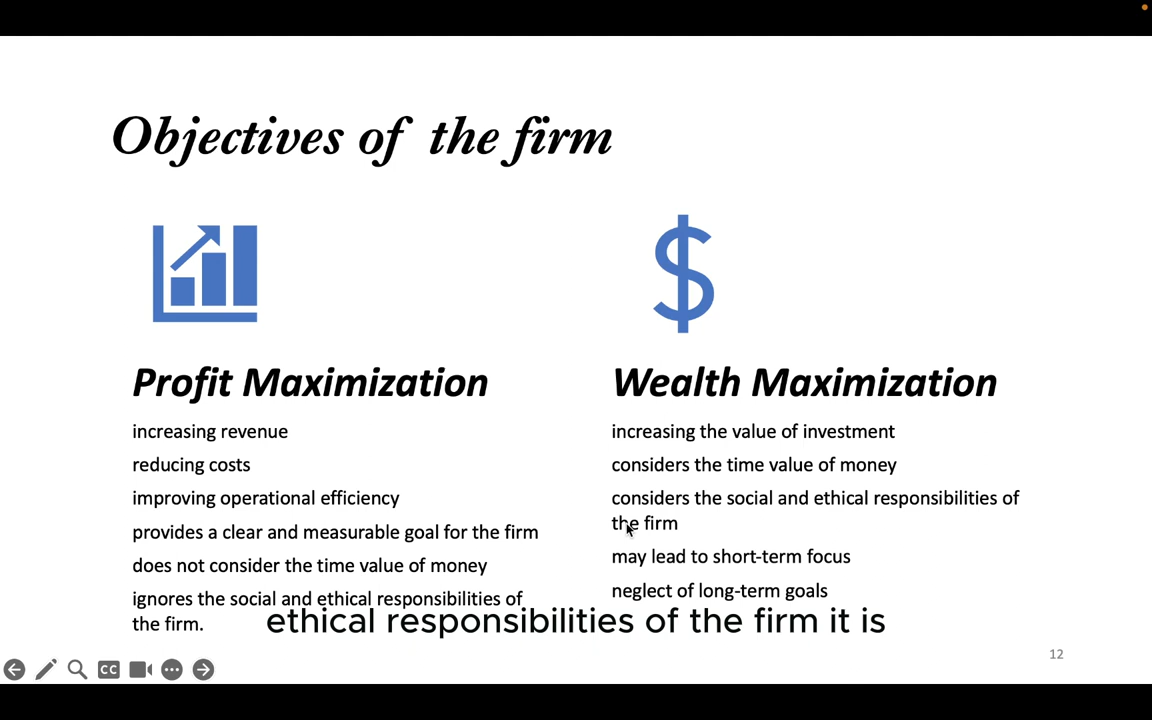 Objectives of the firm
$
Profit Maximization
increasing revenue
reducing costs
improving operational efficiency
provides a clear and measurable goal for the firm
does not consider the time value of money
ignores the social and ethical responsibilities of
the firm.
Wealth Maximization
increasing the value of investment
considers the time value of money
considers the social and ethical responsibilities of
the firm
may lead to short-term focus
neglect of long-term goals
ethical responsibilities of the firm it is
12
CC